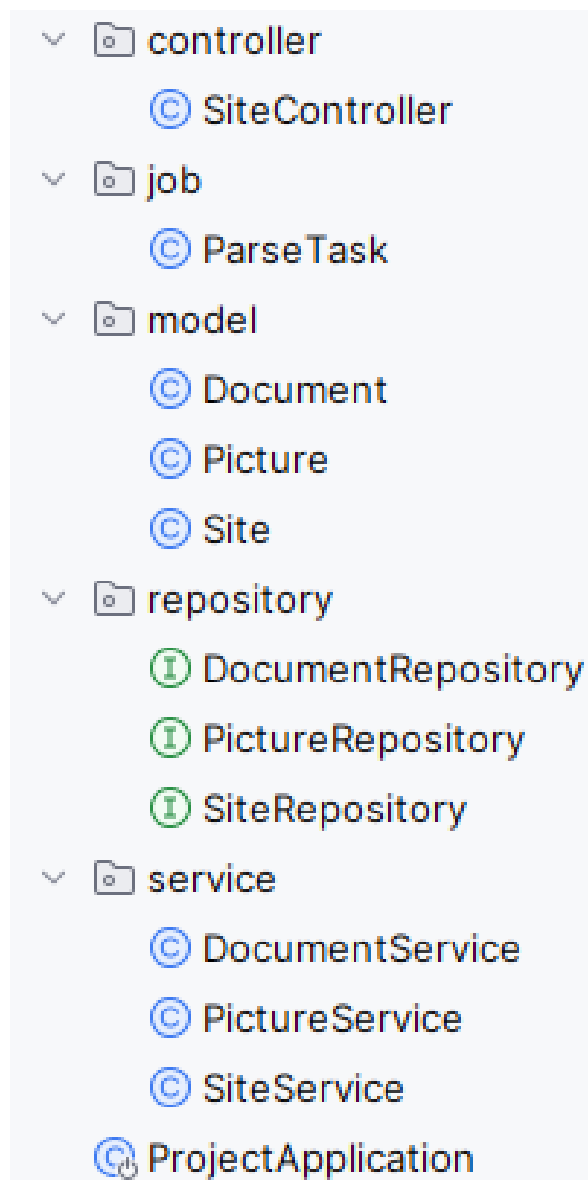 controller
SiteController
job
ParseTask
model
Document
Picture
Site
repository
DocumentRepository
PictureRepository
SiteRepository
service
DocumentService
PictureService
SiteService
ProjectApplication